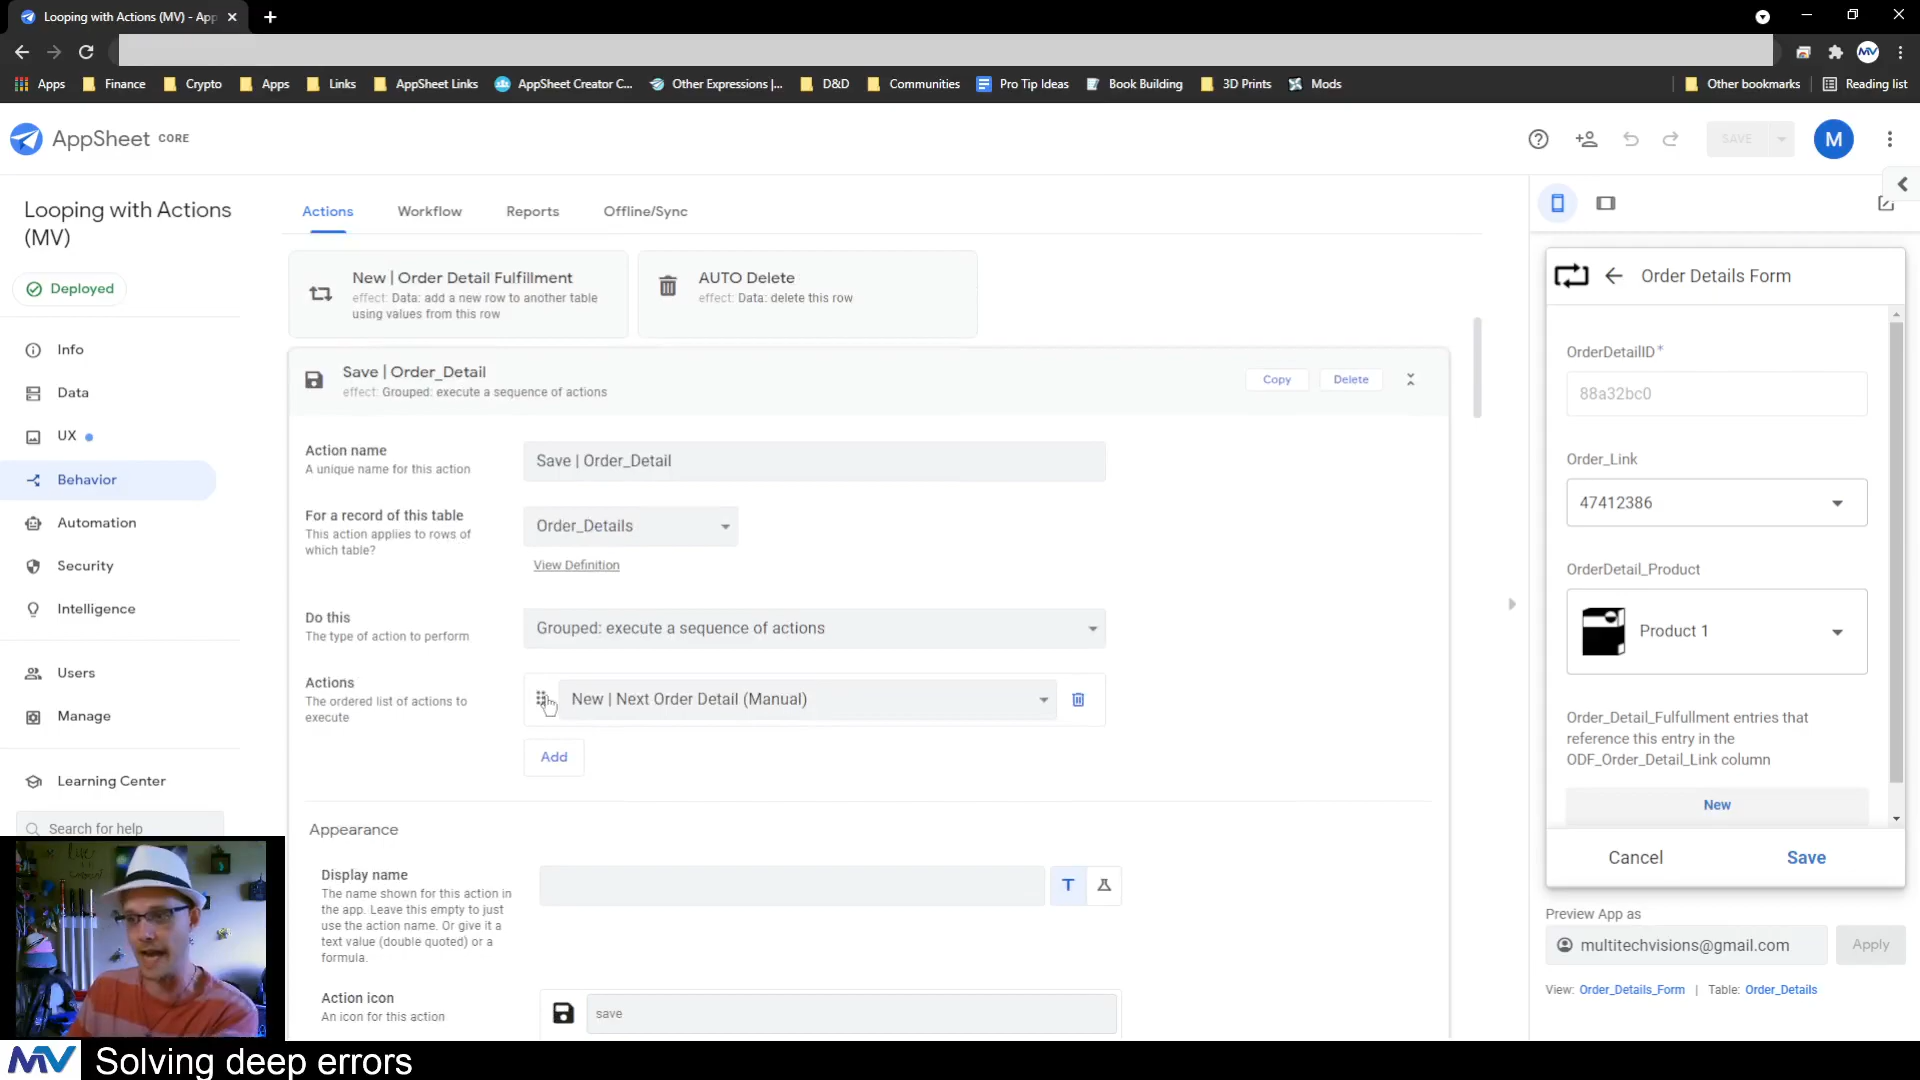 Looping with Actions (MV) - App
Apps
Finance
Crypto
Apps
Links
AppSheet Links
AppSheet Creator C...
Other Expressions |...
D&D
Communities
Pro Tip Ideas
Book Building
3D Prints
Mods
Other bookmarks
Reading list
AppSheet CORE
SAVE
M
Looping with Actions
(MV)
Deployed
Info
Data
UX
Behavior
Automation
Security
Intelligence
Users
Manage
Learning Center
Search for help
Actions
Workflow
Reports
Offline/Sync
New | Order Detail Fulfillment
effect: Data: add a new row to another table
using values from this row
AUTO Delete
effect: Data: delete this row
Save | Order_Detail
effect: Grouped: execute a sequence of actions
Copy
Delete
Action name
A unique name for this action
Save | Order_Detail
For a record of this table
This action applies to rows of
which table?
Order_Details
View Definition
Do this
The type of action to perform
Grouped: execute a sequence of actions
Actions
The ordered list of actions to
execute
New | Next Order Detail (Manual)
Add
Appearance
Display name
The name shown for this action in
the app. Leave this empty to just
use the action name. Or give it a
text value (double quoted) or a
formula.
T
Action icon
An icon for this action
save
Order Details Form
OrderDetailID*
88a32bc0
Order_Link
47412386
OrderDetail_Product
Product 1
Order_Detail_Fulfullment entries that
reference this entry in the
ODF_Order_Detail_Link column
New
Cancel
Save
Preview App as
multitechvisions@gmail.com
Apply
View: Order_Details_Form | Table: Order_Details
MV Solving deep errors